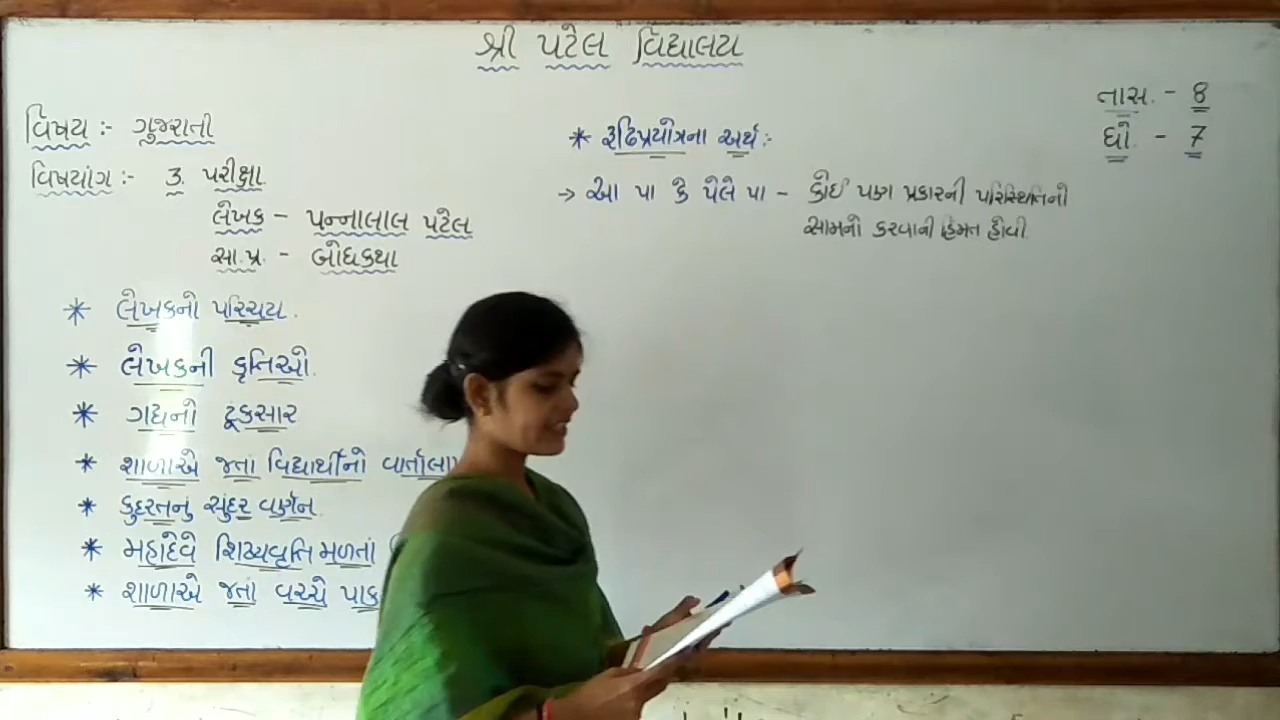 શ્રી પટેલ વિદ્યાલય
તાસ. - 8
ધો. - 7
વિષય :- ગુજરાતી
વિષયાંગ :- 3. પરીક્ષા
લેખક - પન્નાલાલ પટેલ
સા.પ્ર. - બોધકથા
* લેખકનો પરિચય.
* લેખકની કૃતિઓ.
* ગદ્યનો ટૂંકસાર
* શાળાએ જતા વિદ્યાર્થીનો
* કુદરતનું સુંદર વર્ણન.
* મહાદેવે શિષ્યવૃતિ મળતાં
* શાળાએ જતા વચ્ચે
* રૂઢિપ્રયોગના અર્થ :-
→ આ પા કે પેલે પા - કોઈ પણ પ્રકારની પરિસ્થિતિનો
સામનો કરવાની હિંમત હોવી.